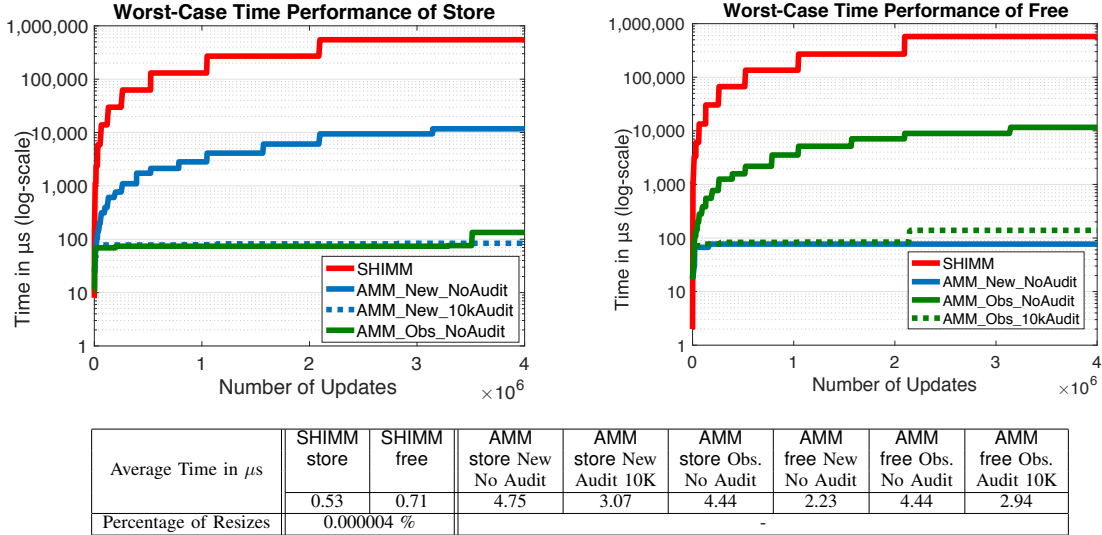 Worst-Case Time Performance of Store
1,000,000
100,000
10,000
1,000
100
10
1
Time in µs (log-scale)
0
1
2
3
4
Number of Updates
×10^6
SHIMM
AMM_New_NoAudit
AMM_New_10kAudit
AMM_Obs_NoAudit
Worst-Case Time Performance of Free
1,000,000
100,000
10,000
1,000
100
10
1
Time in µs (log-scale)
0
1
2
3
4
Number of Updates
×10^6
SHIMM
AMM_New_NoAudit
AMM_Obs_NoAudit
AMM_Obs_10kAudit
Average Time in µs
SHIMM store
SHIMM free
AMM store New No Audit
AMM store New Audit 10K
AMM store Obs. No Audit
AMM free New No Audit
AMM free Obs. No Audit
AMM free Obs. Audit 10K
0.53 0.71 4.75 3.07 4.44 2.23 4.44 2.94
Percentage of Resizes 0.000004 % -